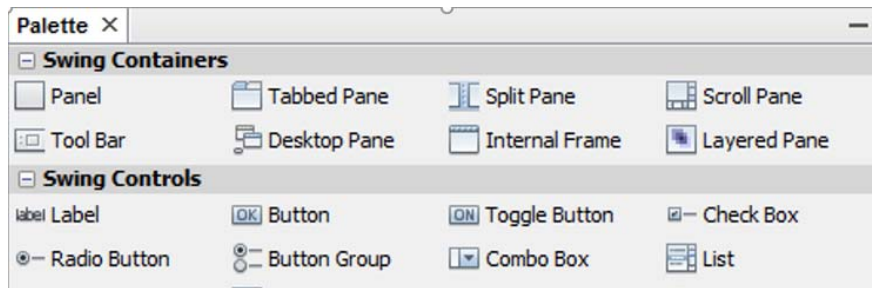 Palette
Swing Containers
Panel Tabbed Pane Split Pane Scroll Pane
Tool Bar Desktop Pane Internal Frame Layered Pane
Swing Controls
label Label OK Button ON Toggle Button Check Box
Radio Button Button Group Combo Box List